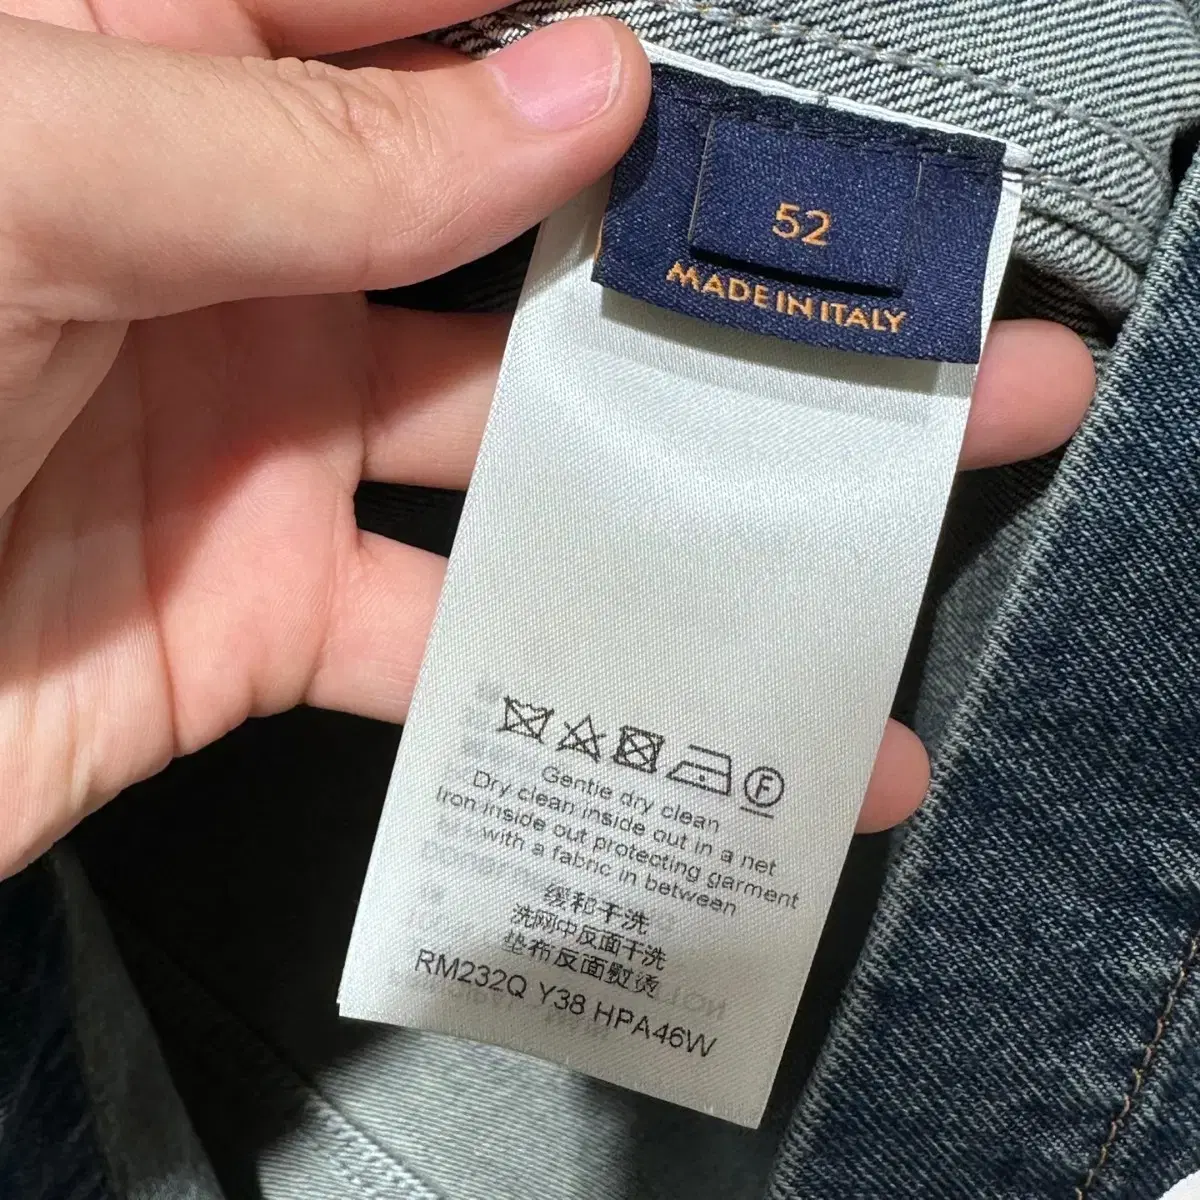 52
MADE IN ITALY
F
Gentle dry clean
Dry clean inside out in a net
Iron inside out protecting garment
with a fabric in between
缓和干洗
洗网中反面干洗
垫布反面熨烫
RM232Q Y38 HPA46W